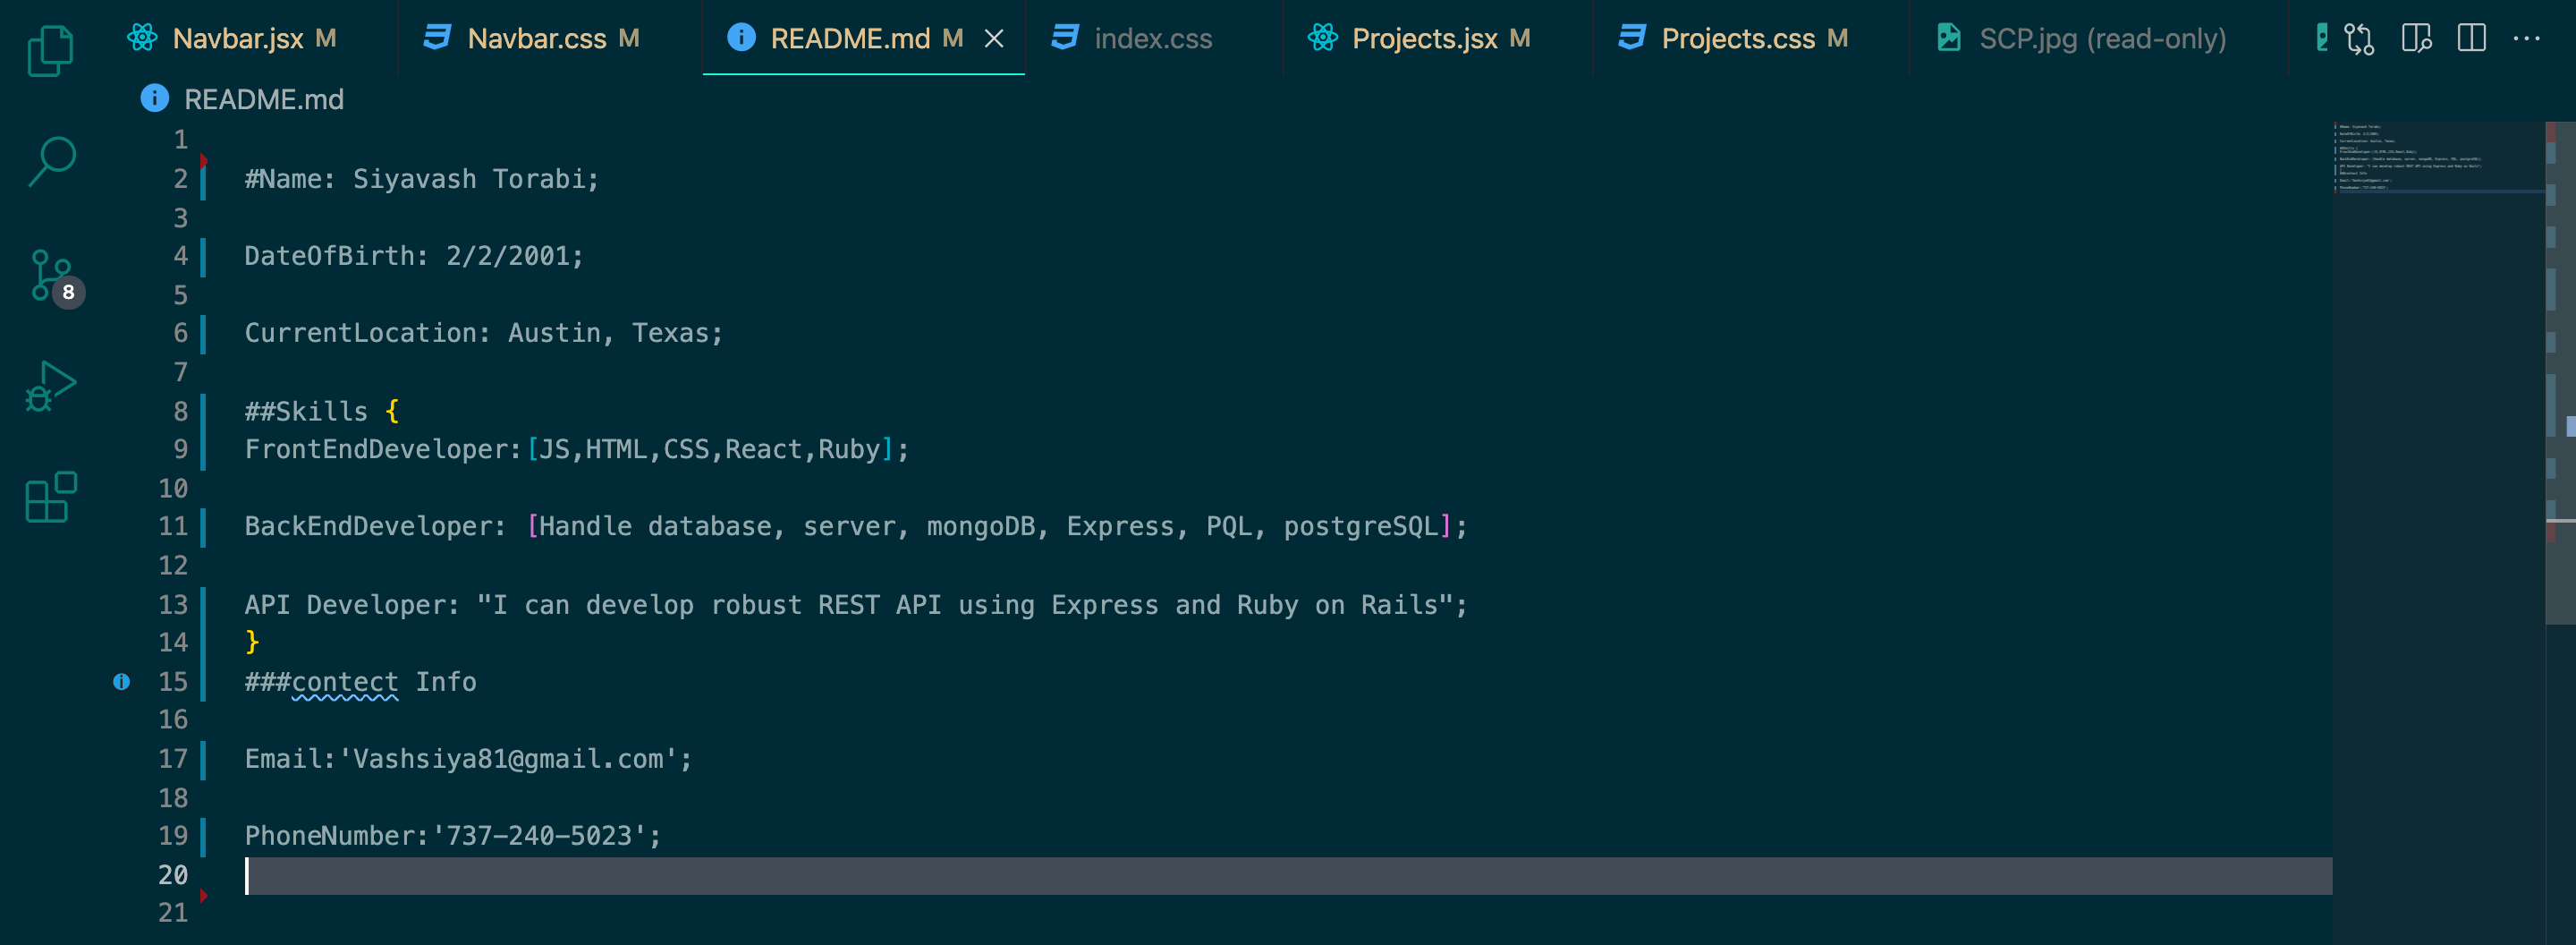 Navbar.jsx M Navbar.css M README.md M index.css Projects.jsx M Projects.css M SCP.jpg (read-only)
README.md
1
2 #Name: Siyavash Torabi;
3
4 DateOfBirth: 2/2/2001;
5
6 CurrentLocation: Austin, Texas;
7
8 ##Skills {
9 FrontEndDeveloper:[JS,HTML,CSS,React,Ruby];
10
11 BackEndDeveloper: [Handle database, server, mongoDB, Express, PQL, postgreSQL];
12
13 API Developer: "I can develop robust REST API using Express and Ruby on Rails";
14 }
15 ###contect Info
16
17 Email:'Vashsiya81@gmail.com';
18
19 PhoneNumber:'737-240-5023';
20
21
8